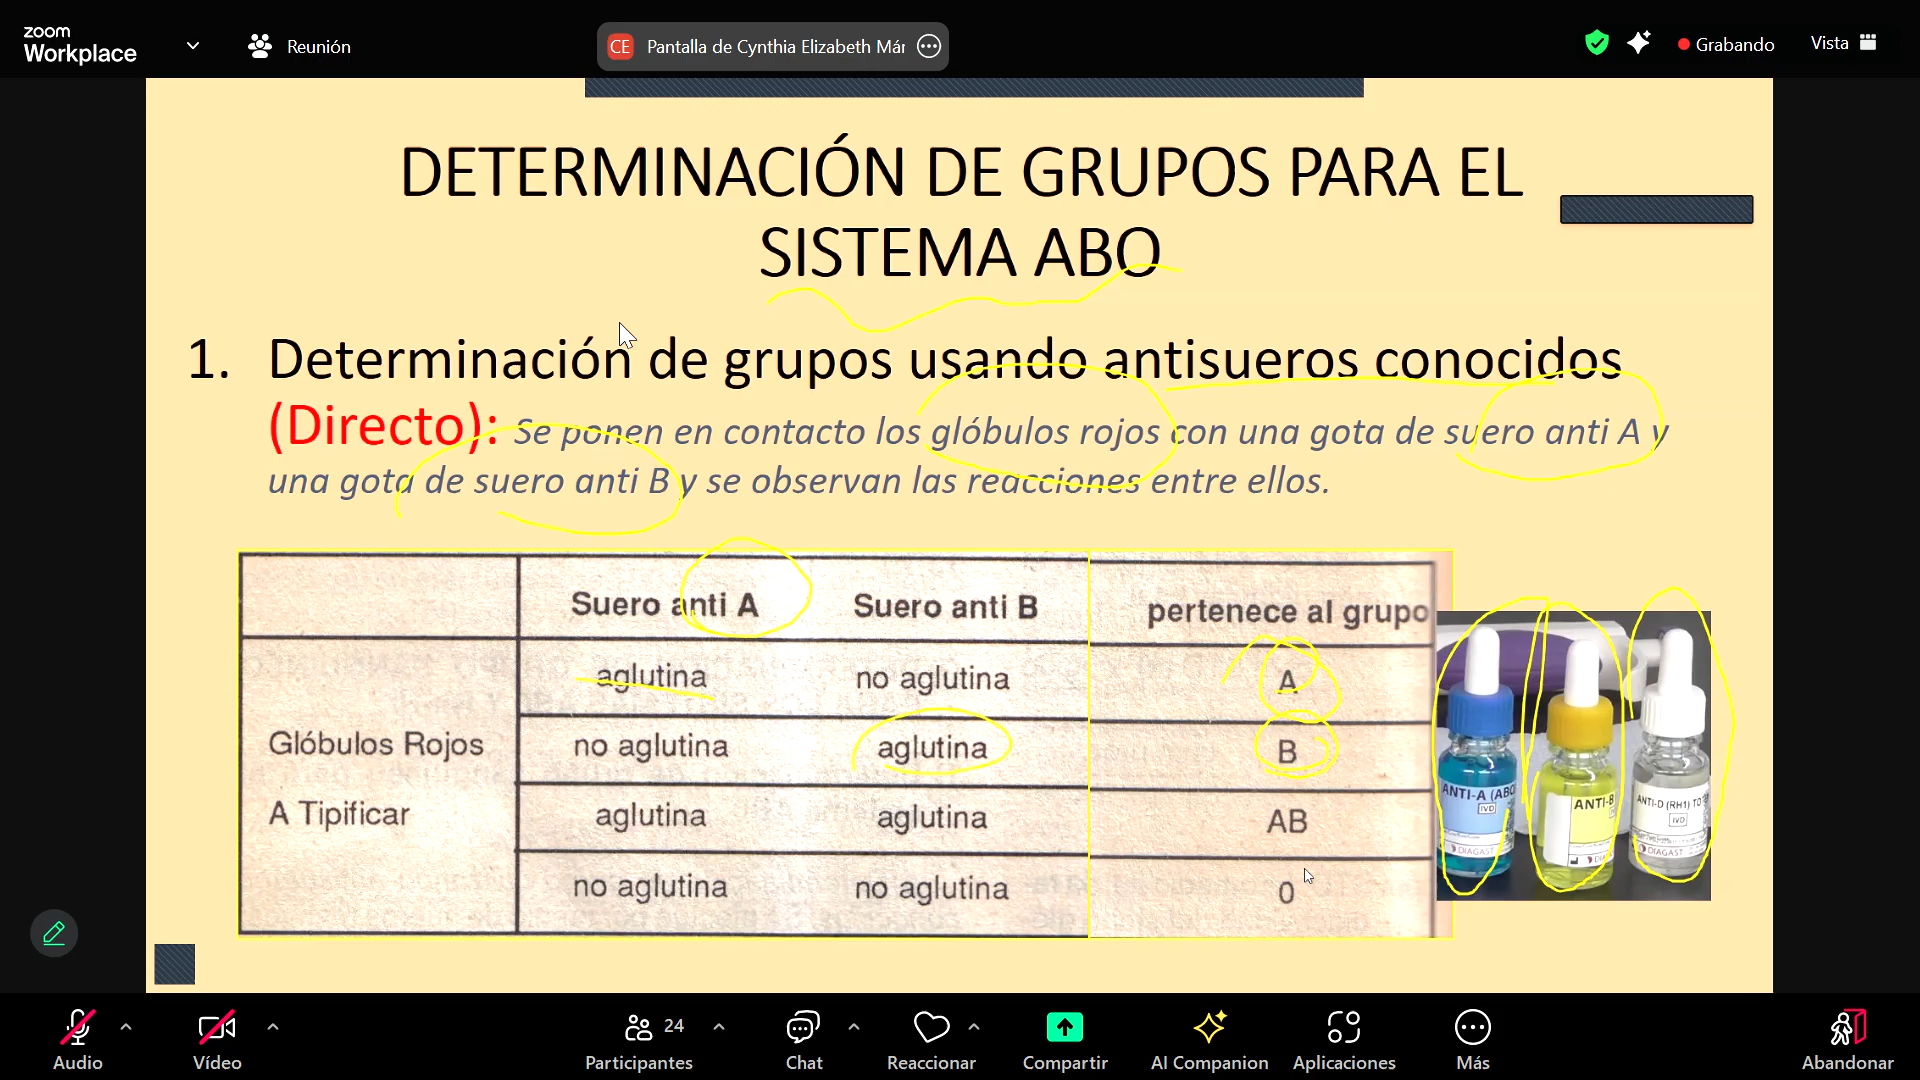 zoom
Workplace
Reunión
CE Pantalla de Cynthia Elizabeth Már
Grabando
Vista
DETERMINACIÓN DE GRUPOS PARA EL
SISTEMA ABO
1. Determinación de grupos usando antisueros conocidos
(Directo): Se ponen en contacto los glóbulos rojos con una gota de suero anti A y
una gota de suero anti B y se observan las reacciones entre ellos.
Suero anti A Suero anti B pertenece al grupo
aglutina no aglutina A
Glóbulos Rojos no aglutina aglutina B
A Tipificar aglutina aglutina AB
no aglutina no aglutina 0
ANTI-A (ABO
IVD
DIAGAST
ANTI-B
ANTI-D (RH1) TO
IVD
DIAGAST
Audio
Vídeo
24
Participantes
Chat
Reaccionar
Compartir
AI Companion
Aplicaciones
Más
Abandonar